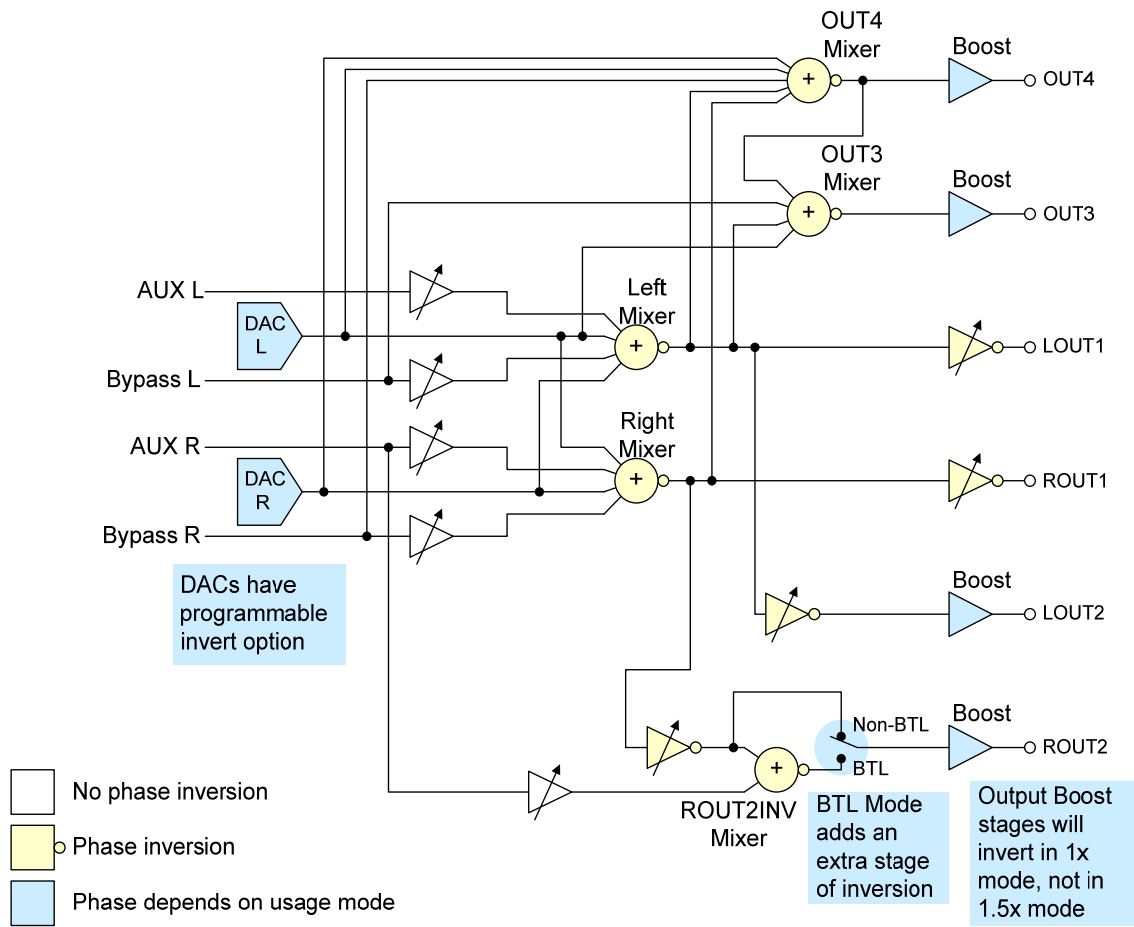 OUT4
Mixer
Boost
+
OUT4
OUT3
Mixer
Boost
+
OUT3
AUX L
Left
Mixer
DAC
L
+
LOUT1
Bypass L
Right
Mixer
AUX R
DAC
R
+
ROUT1
Bypass R
DACs have
programmable
invert option
Boost
LOUT2
Boost
Non-BTL
ROUT2
+
BTL
ROUT2INV
Mixer
BTL Mode
adds an
extra stage
of inversion
Output Boost
stages will
invert in 1x
mode, not in
1.5x mode
No phase inversion
Phase inversion
Phase depends on usage mode